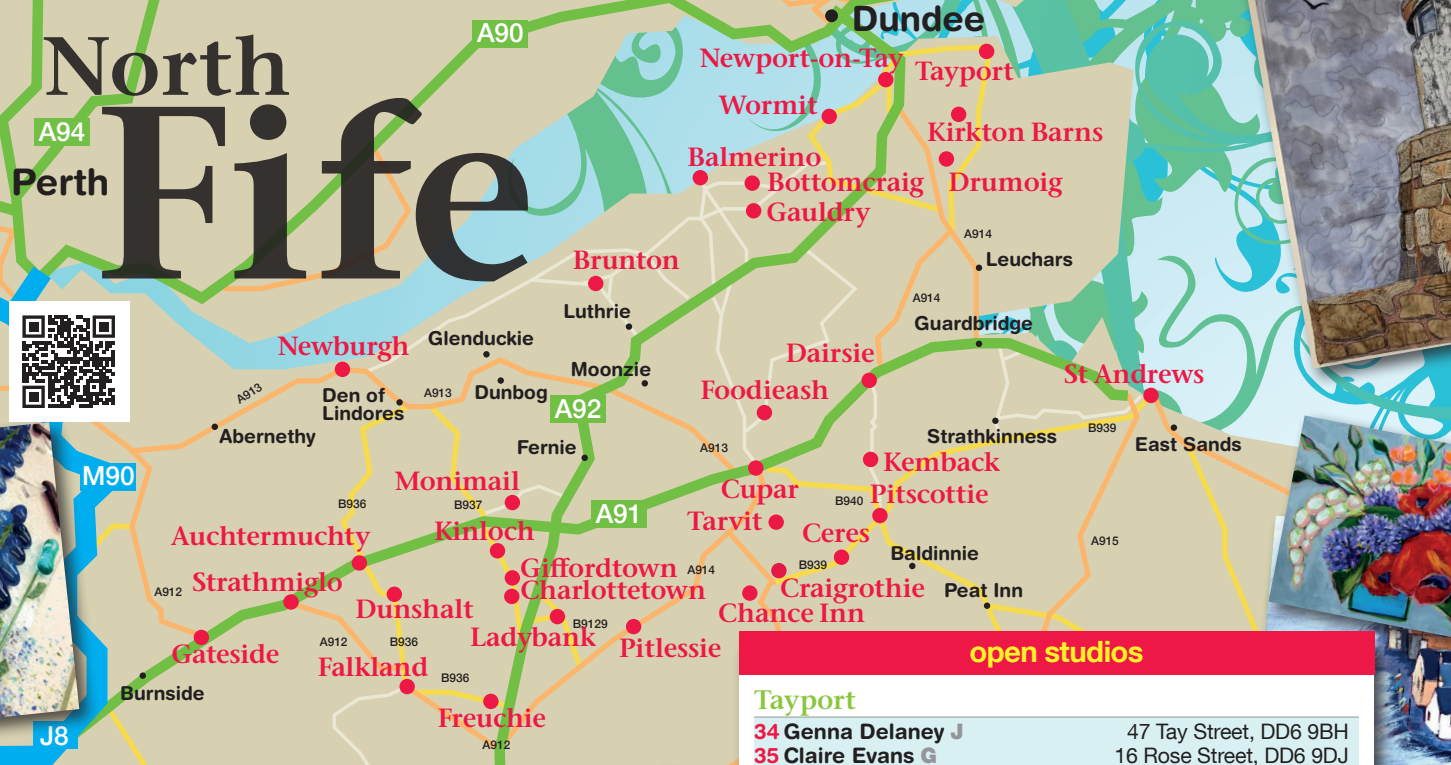 North
Fife
A90
Dundee
Newport-on-Tay
Tayport
Wormit
A94
Kirkton Barns
Perth
Balmerino
Bottomcraig
Drumoig
Gauldry
A914
Leuchars
Brunton
A914
Luthrie
Guardbridge
Glenduckie
Newburgh
Dairsie
Moonzie
St Andrews
Foodieash
A913
Den of
Lindores
A913
Dunbog
A92
Abernethy
Strathkinness
B939
East Sands
Fernie
A913
Kemback
M90
Monimail
Cupar
Pitscottie
B936
B937
A91
B940
Tarvit
Auchtermuchty
Kinloch
Ceres
A915
Baldinnie
Giffordtown
A914
B939
Strathmiglo
Charlottetown
Craigrothie
Peat Inn
A912
Dunshalt
Chance Inn
B9129
Ladybank
Pitlessie
A912
B936
Gateside
Falkland
B936
Burnside
Freuchie
J8
A912
open studios
Tayport
34 Genna Delaney J 47 Tay Street, DD6 9BH
35 Claire Evans G 16 Rose Street, DD6 9DJ